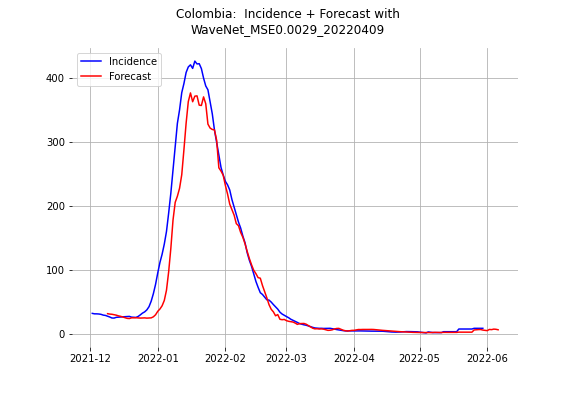 Colombia:  Incidence + Forecast with
WaveNet_MSE0.0029_20220409
Incidence
Forecast
400
300
200
100
0
2021-12 2022-01 2022-02 2022-03 2022-04 2022-05 2022-06